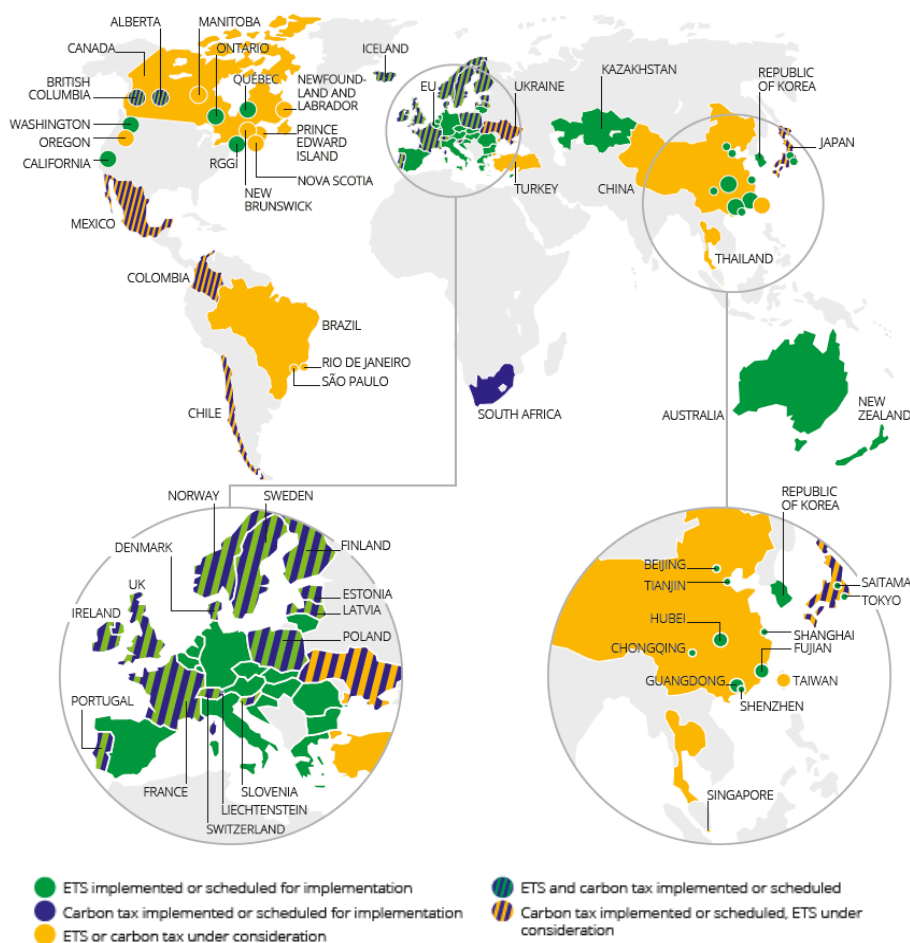 ALBERTA
MANITOBA
CANADA
ONTARIO
ICELAND
BRITISH
COLUMBIA
QUÉBEC
NEWFOUND-
LAND AND
LABRADOR
EU
UKRAINE
KAZAKHSTAN
REPUBLIC
OF KOREA
WASHINGTON
OREGON
CALIFORNIA
RGGI
PRINCE
EDWARD
ISLAND
NOVA SCOTIA
NEW
BRUNSWICK
JAPAN
TURKEY
CHINA
MEXICO
THAILAND
COLOMBIA
BRAZIL
RIO DE JANEIRO
SÃO PAULO
CHILE
SOUTH AFRICA
AUSTRALIA
NEW
ZEALAND
NORWAY
SWEDEN
DENMARK
FINLAND
UK
ESTONIA
LATVIA
IRELAND
POLAND
PORTUGAL
FRANCE
SLOVENIA
LIECHTENSTEIN
SWITZERLAND
REPUBLIC
OF KOREA
BEIJING
TIANJIN
SAITAMA
TOKYO
HUBEI
SHANGHAI
FUJIAN
CHONGQING
GUANGDONG
TAIWAN
SHENZHEN
SINGAPORE
ETS implemented or scheduled for implementation
Carbon tax implemented or scheduled for implementation
ETS or carbon tax under consideration
ETS and carbon tax implemented or scheduled
Carbon tax implemented or scheduled, ETS under
consideration